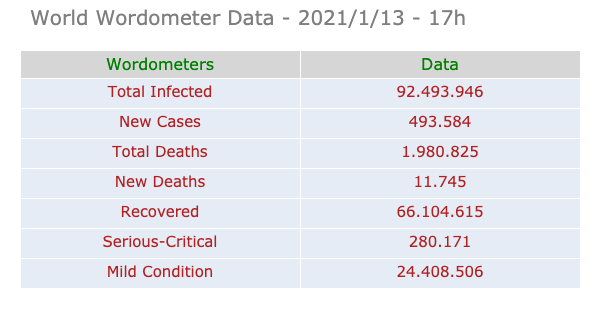 World Wordometer Data - 2021/1/13 - 17h
Wordometers Data
Total Infected 92.493.946
New Cases 493.584
Total Deaths 1.980.825
New Deaths 11.745
Recovered 66.104.615
Serious-Critical 280.171
Mild Condition 24.408.506